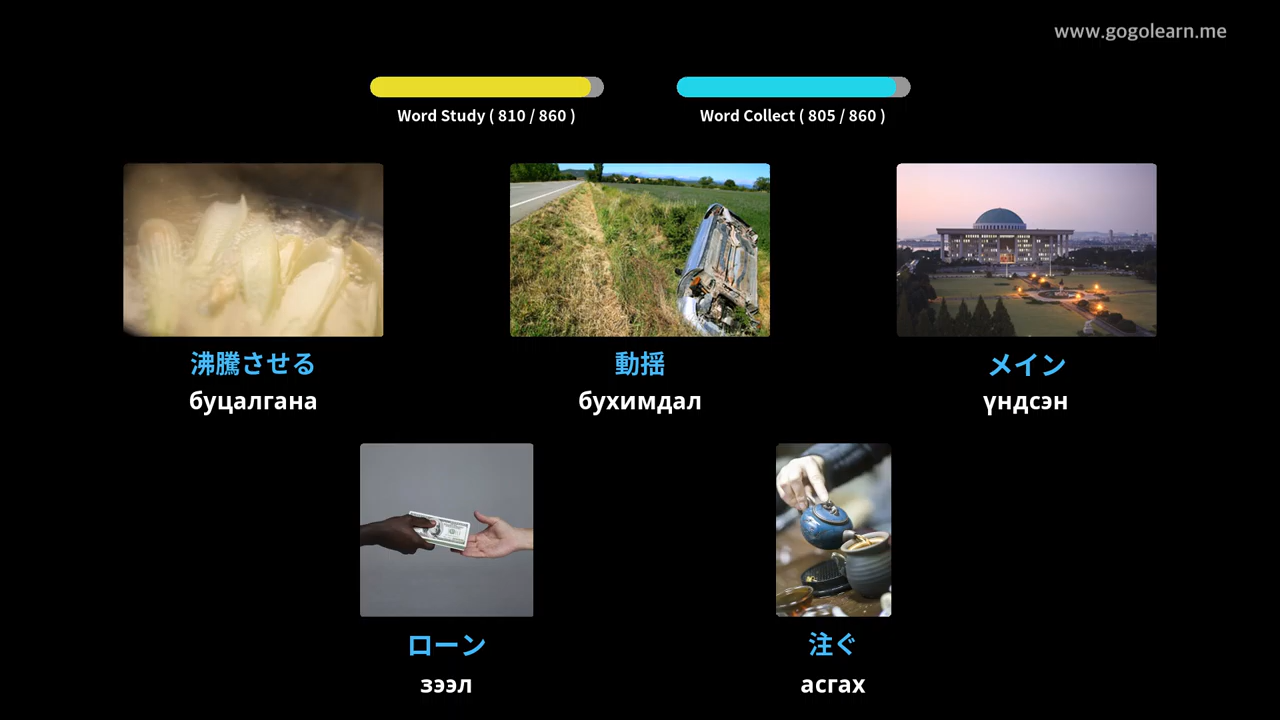 www.gogolearn.me
Word Study ( 810 / 860 )
Word Collect ( 805 / 860 )
沸騰させる
буцалгана
動揺
бухимдал
メイン
үндсэн
ローン
зээл
注ぐ
асгах